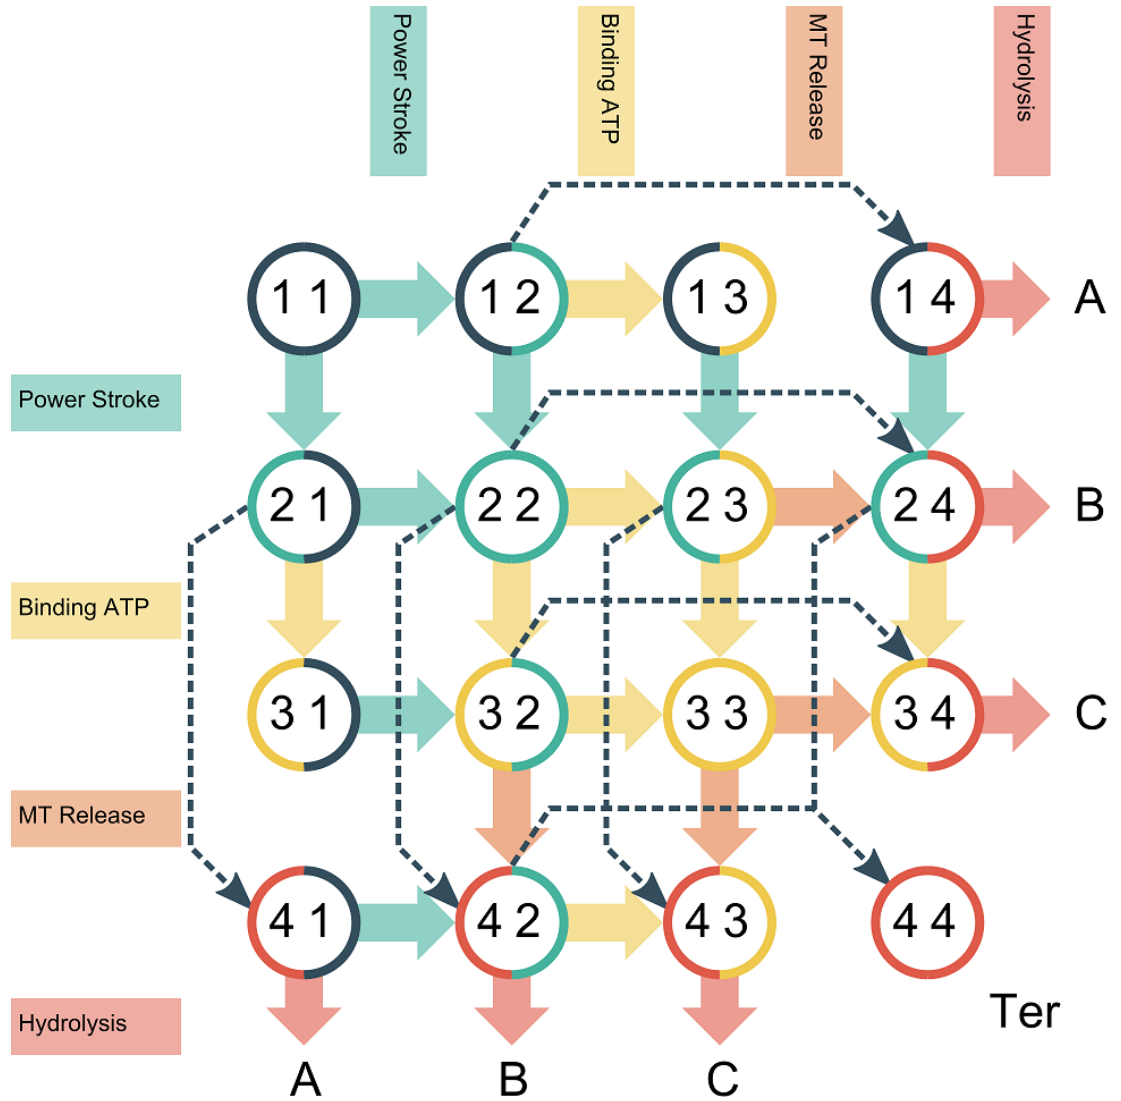 Power Stroke
Binding ATP
MT Release
Hydrolysis
1 1
1 2
1 3
1 4
A
Power Stroke
2 1
2 2
2 3
2 4
B
Binding ATP
3 1
3 2
3 3
3 4
C
MT Release
4 1
4 2
4 3
4 4
Hydrolysis
Ter
A
B
C